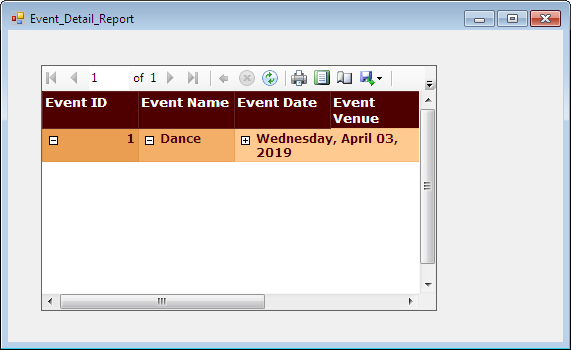 Event_Detail_Report
1 of 1
Event ID Event Name Event Date Event Venue
1 Dance Wednesday, April 03, 2019